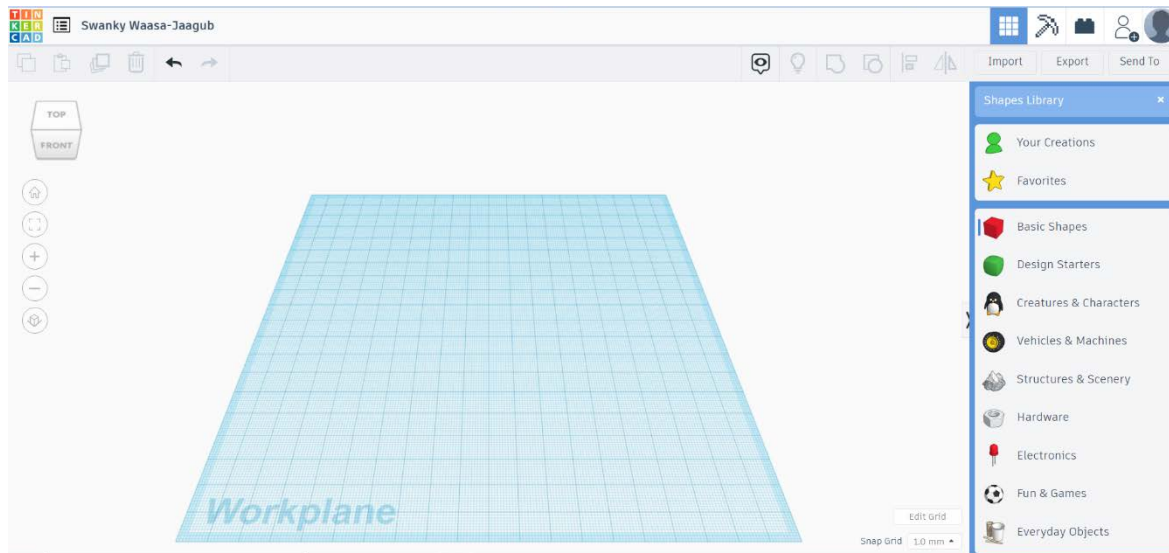 TIN
KER
CAD
Swanky Waasa-Jaagub
Import
Export
Send To
TOP
FRONT
Shapes Library
Your Creations
Favorites
Basic Shapes
Design Starters
Creatures & Characters
Vehicles & Machines
Structures & Scenery
Hardware
Electronics
Fun & Games
Everyday Objects
Workplane
Edit Grid
Snap Grid 1.0 mm